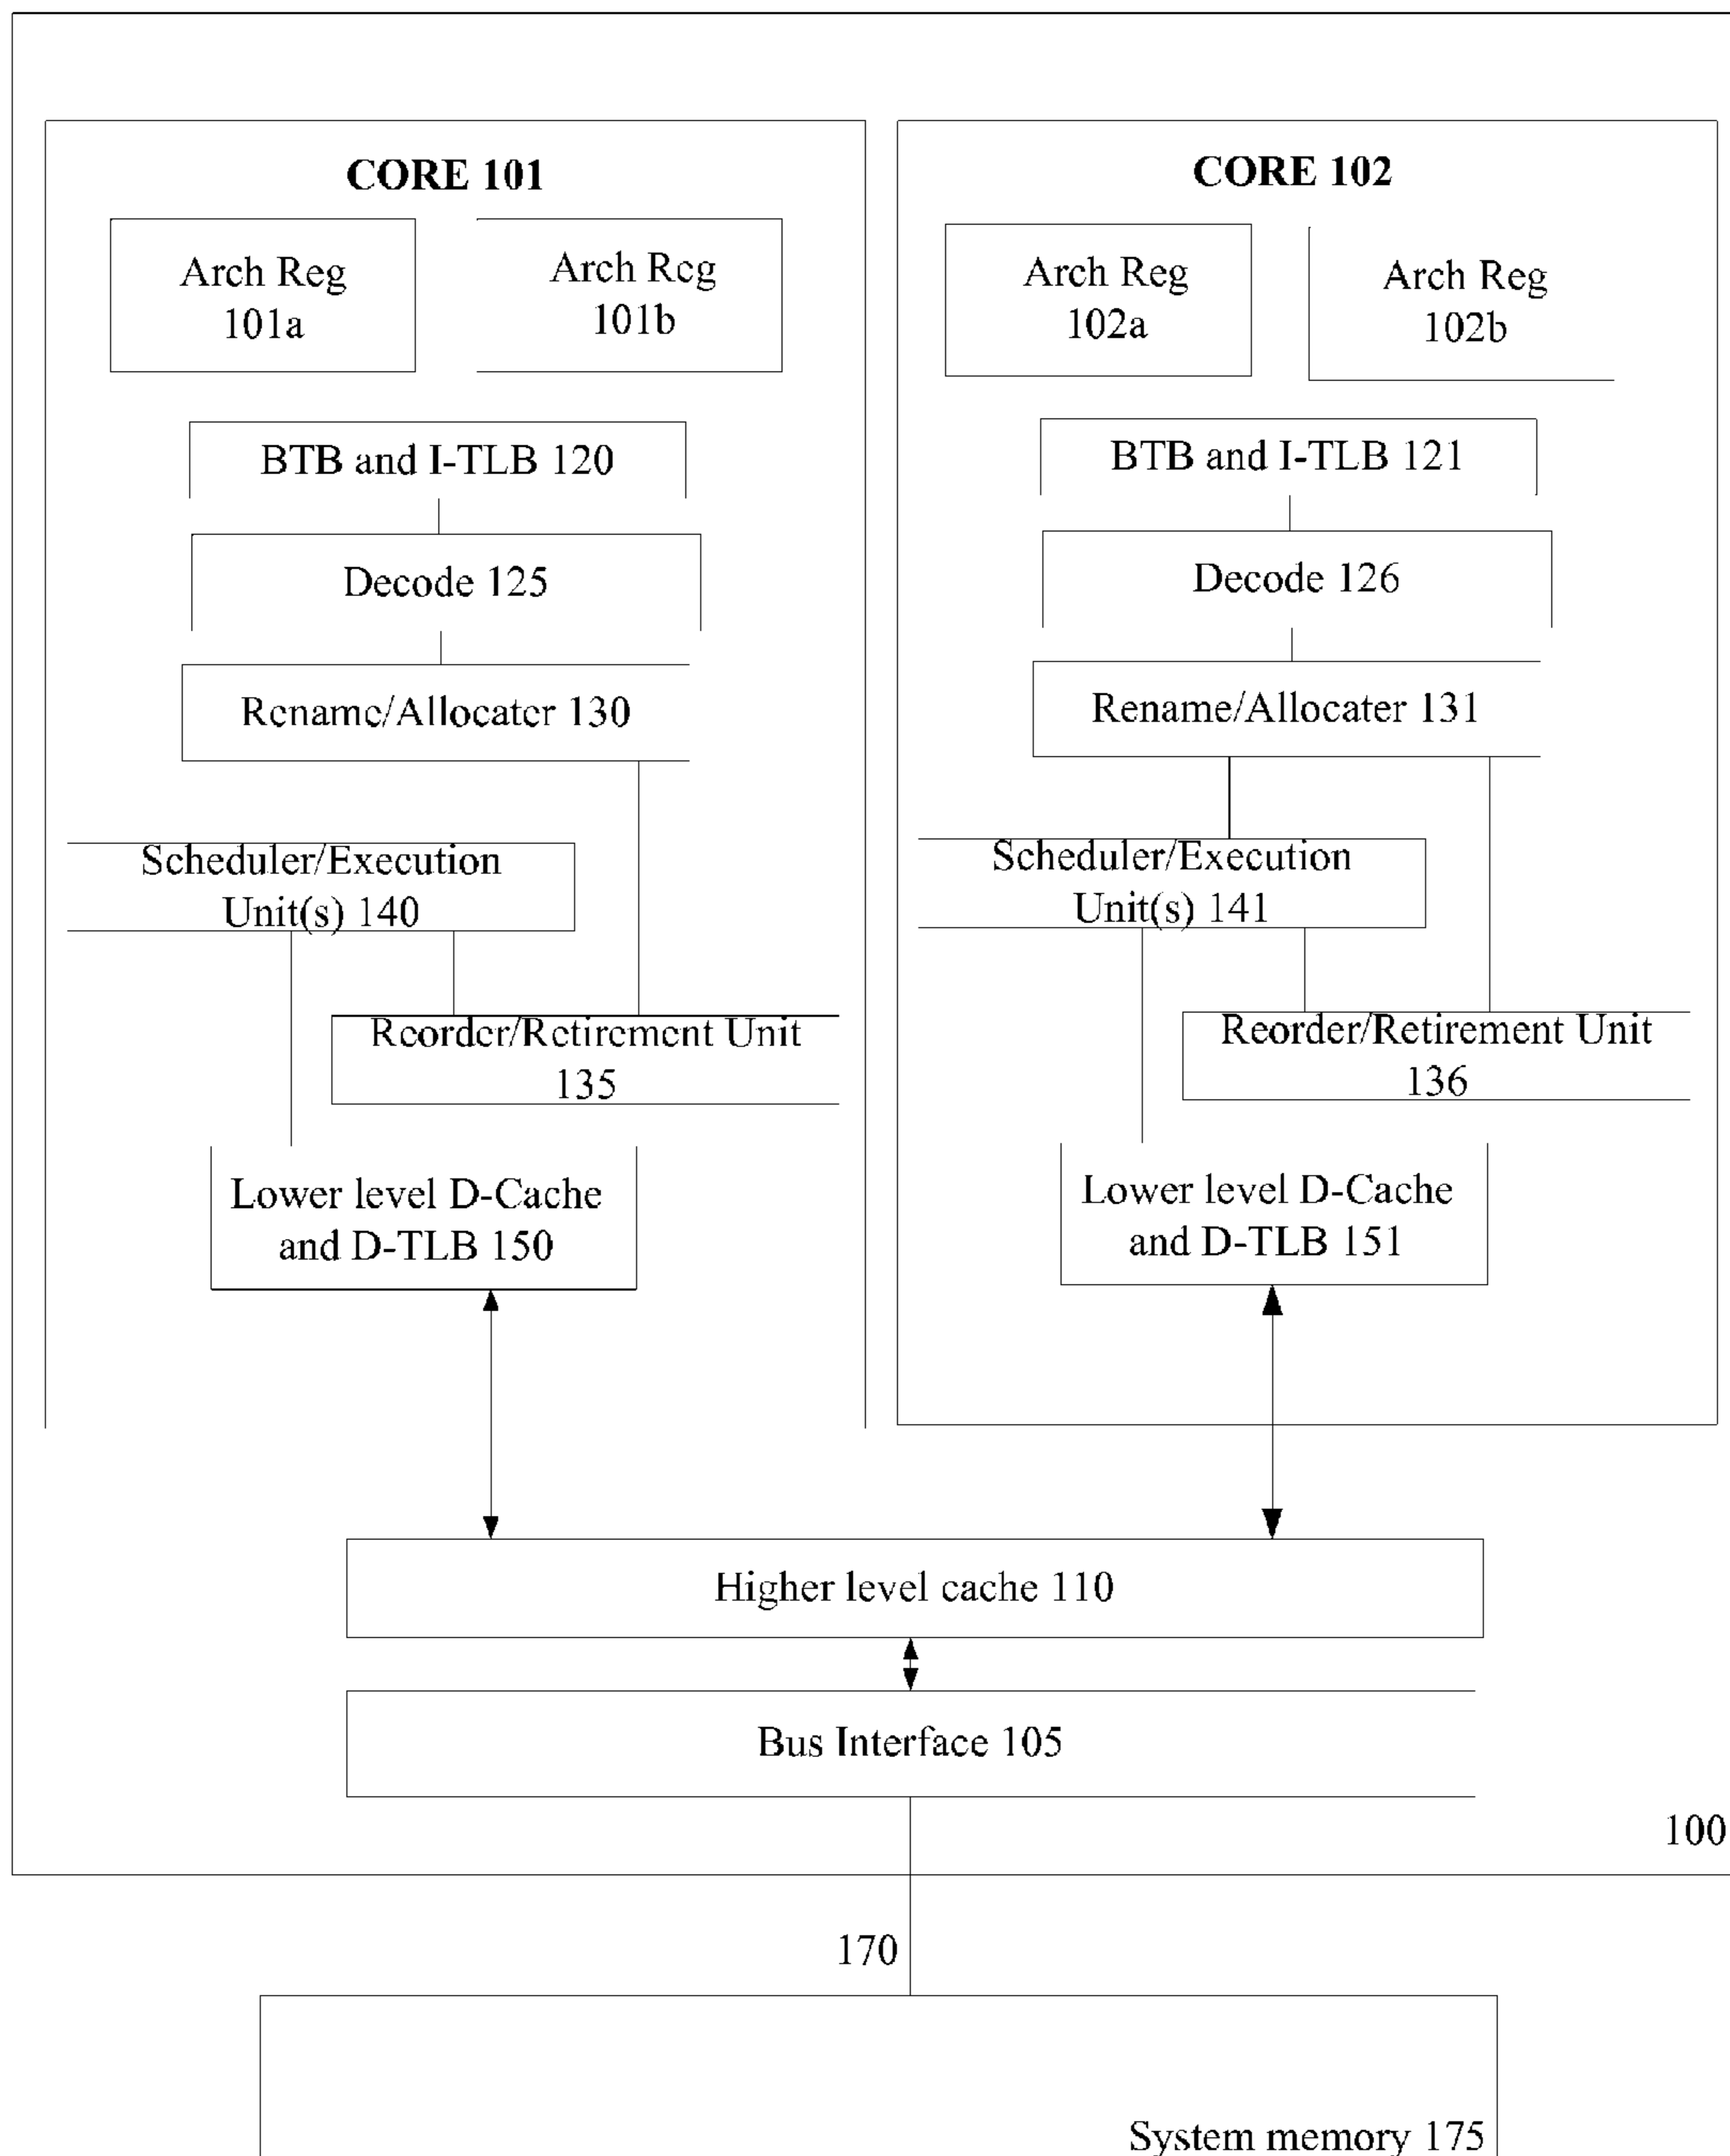 CORE 101
Arch Reg
101a
Arch Reg
101b
BTB and I-TLB 120
Decode 125
Rename/Allocater 130
Scheduler/Execution
Unit(s) 140
Reorder/Retirement Unit
135
Lower level D-Cache
and D-TLB 150
CORE 102
Arch Reg
102a
Arch Reg
102b
BTB and I-TLB 121
Decode 126
Rename/Allocater 131
Scheduler/Execution
Unit(s) 141
Reorder/Retirement Unit
136
Lower level D-Cache
and D-TLB 151
Higher level cache 110
Bus Interface 105
100
170
System memory 175